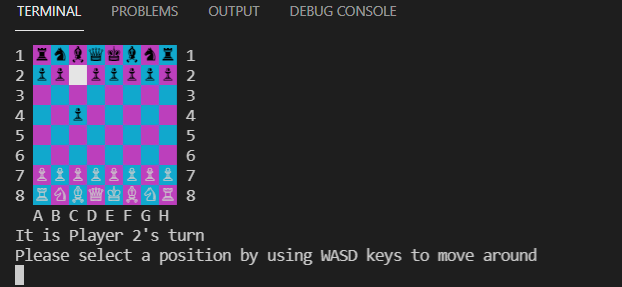 TERMINAL PROBLEMS OUTPUT DEBUG CONSOLE
1 ♜♞♝♛♚♝♞♜ 1
2 ♟♟ ♟♟♟♟♟ 2
3 3
4 ♟ 4
5 5
6 6
7 ♙♙♙♙♙♙♙♙ 7
8 ♖♘♗♕♔♗♘♖ 8
A B C D E F G H
It is Player 2's turn
Please select a position by using WASD keys to move around